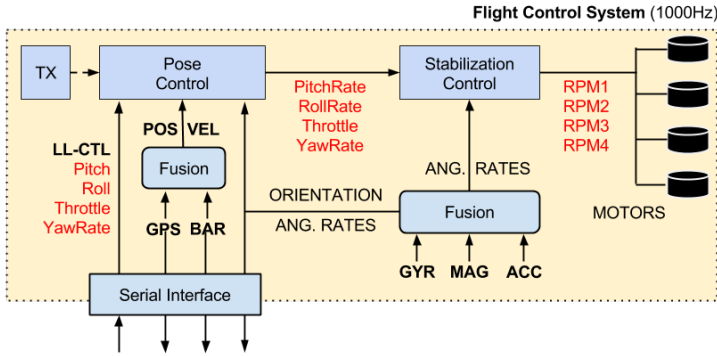 Flight Control System (1000Hz)
TX
Pose
Control
Stabilization
Control
PitchRate
RollRate
Throttle
YawRate
RPM1
RPM2
RPM3
RPM4
MOTORS
POS VEL
Fusion
LL-CTL
Pitch
Roll
Throttle
YawRate
GPS BAR
ORIENTATION
ANG. RATES
ANG. RATES
Fusion
GYR MAG ACC
Serial Interface